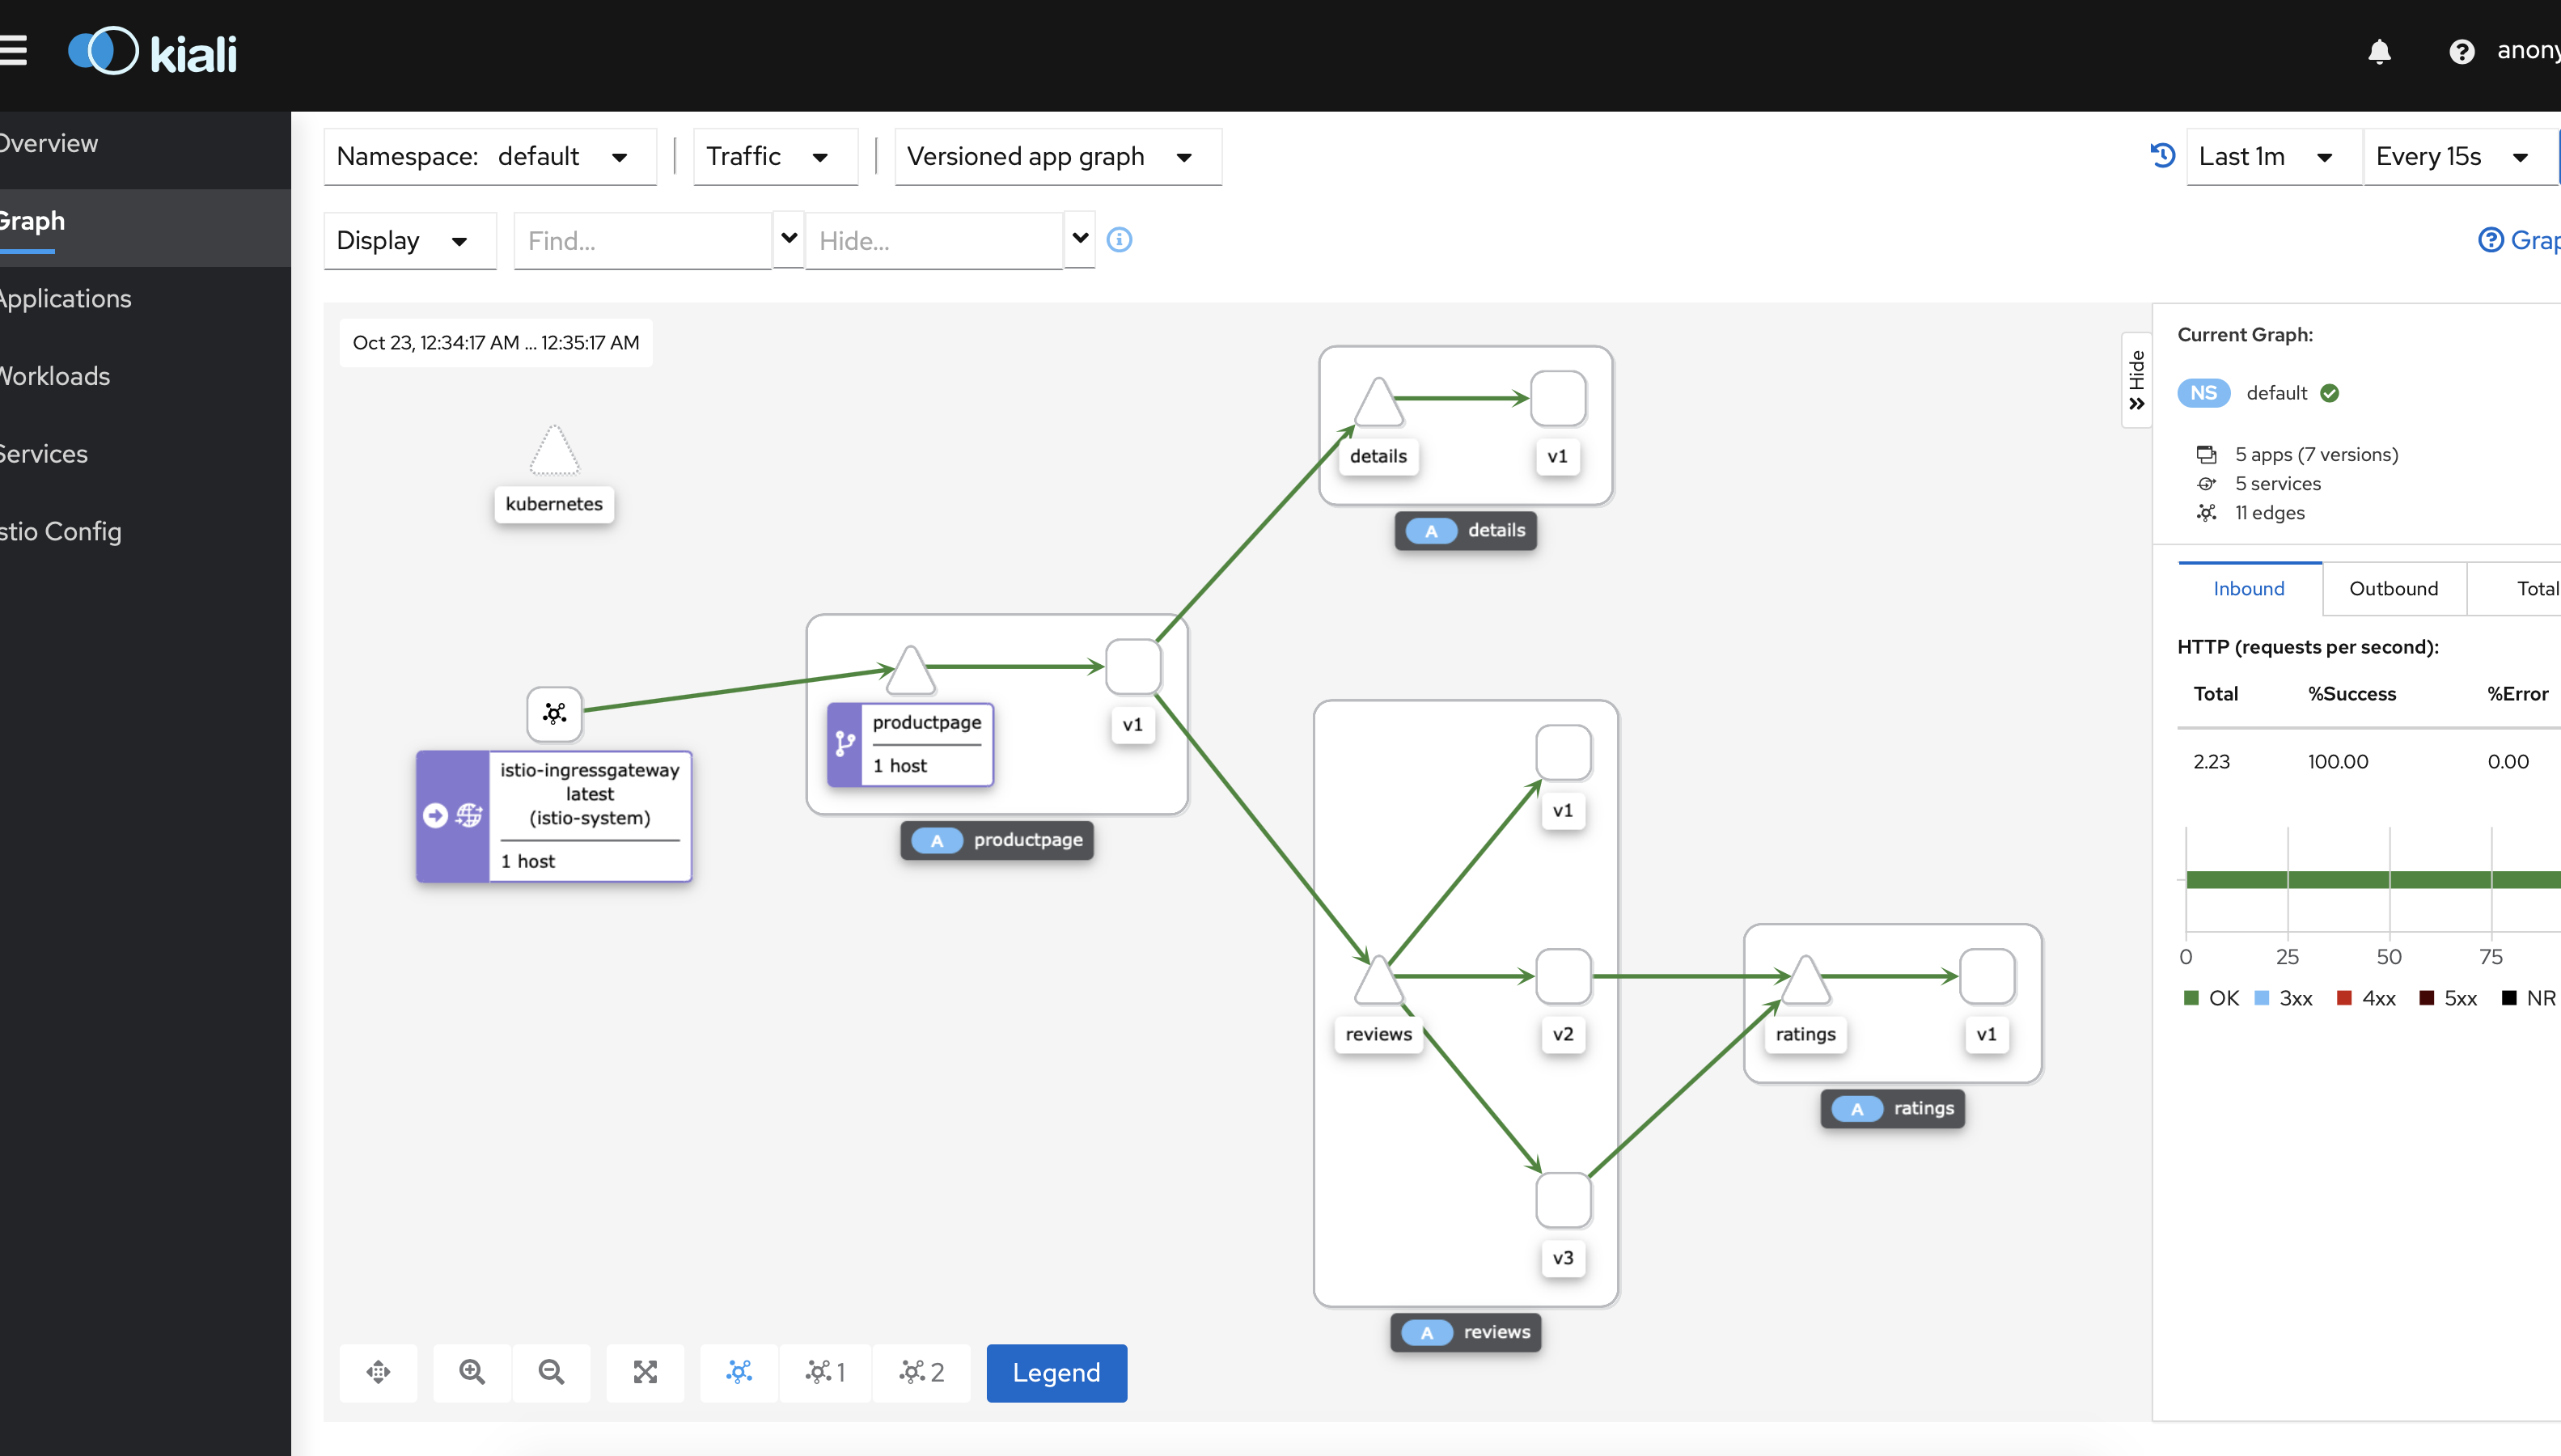 kiali
anony
Overview
Graph
Applications
Workloads
Services
Istio Config
Namespace: default
Traffic
Versioned app graph
Last 1m
Every 15s
Display
Find...
Hide...
Grap
Oct 23, 12:34:17 AM ... 12:35:17 AM
kubernetes
details
v1
A details
productpage
1 host
v1
A productpage
istio-ingressgateway
latest
(istio-system)
1 host
v1
reviews
v2
v3
A reviews
ratings
v1
A ratings
1
2
Legend
Hide
Current Graph:
NS default
5 apps (7 versions)
5 services
11 edges
Inbound
Outbound
Total
HTTP (requests per second):
Total %Success %Error
2.23 100.00 0.00
0 25 50 75
OK 3xx 4xx 5xx NR